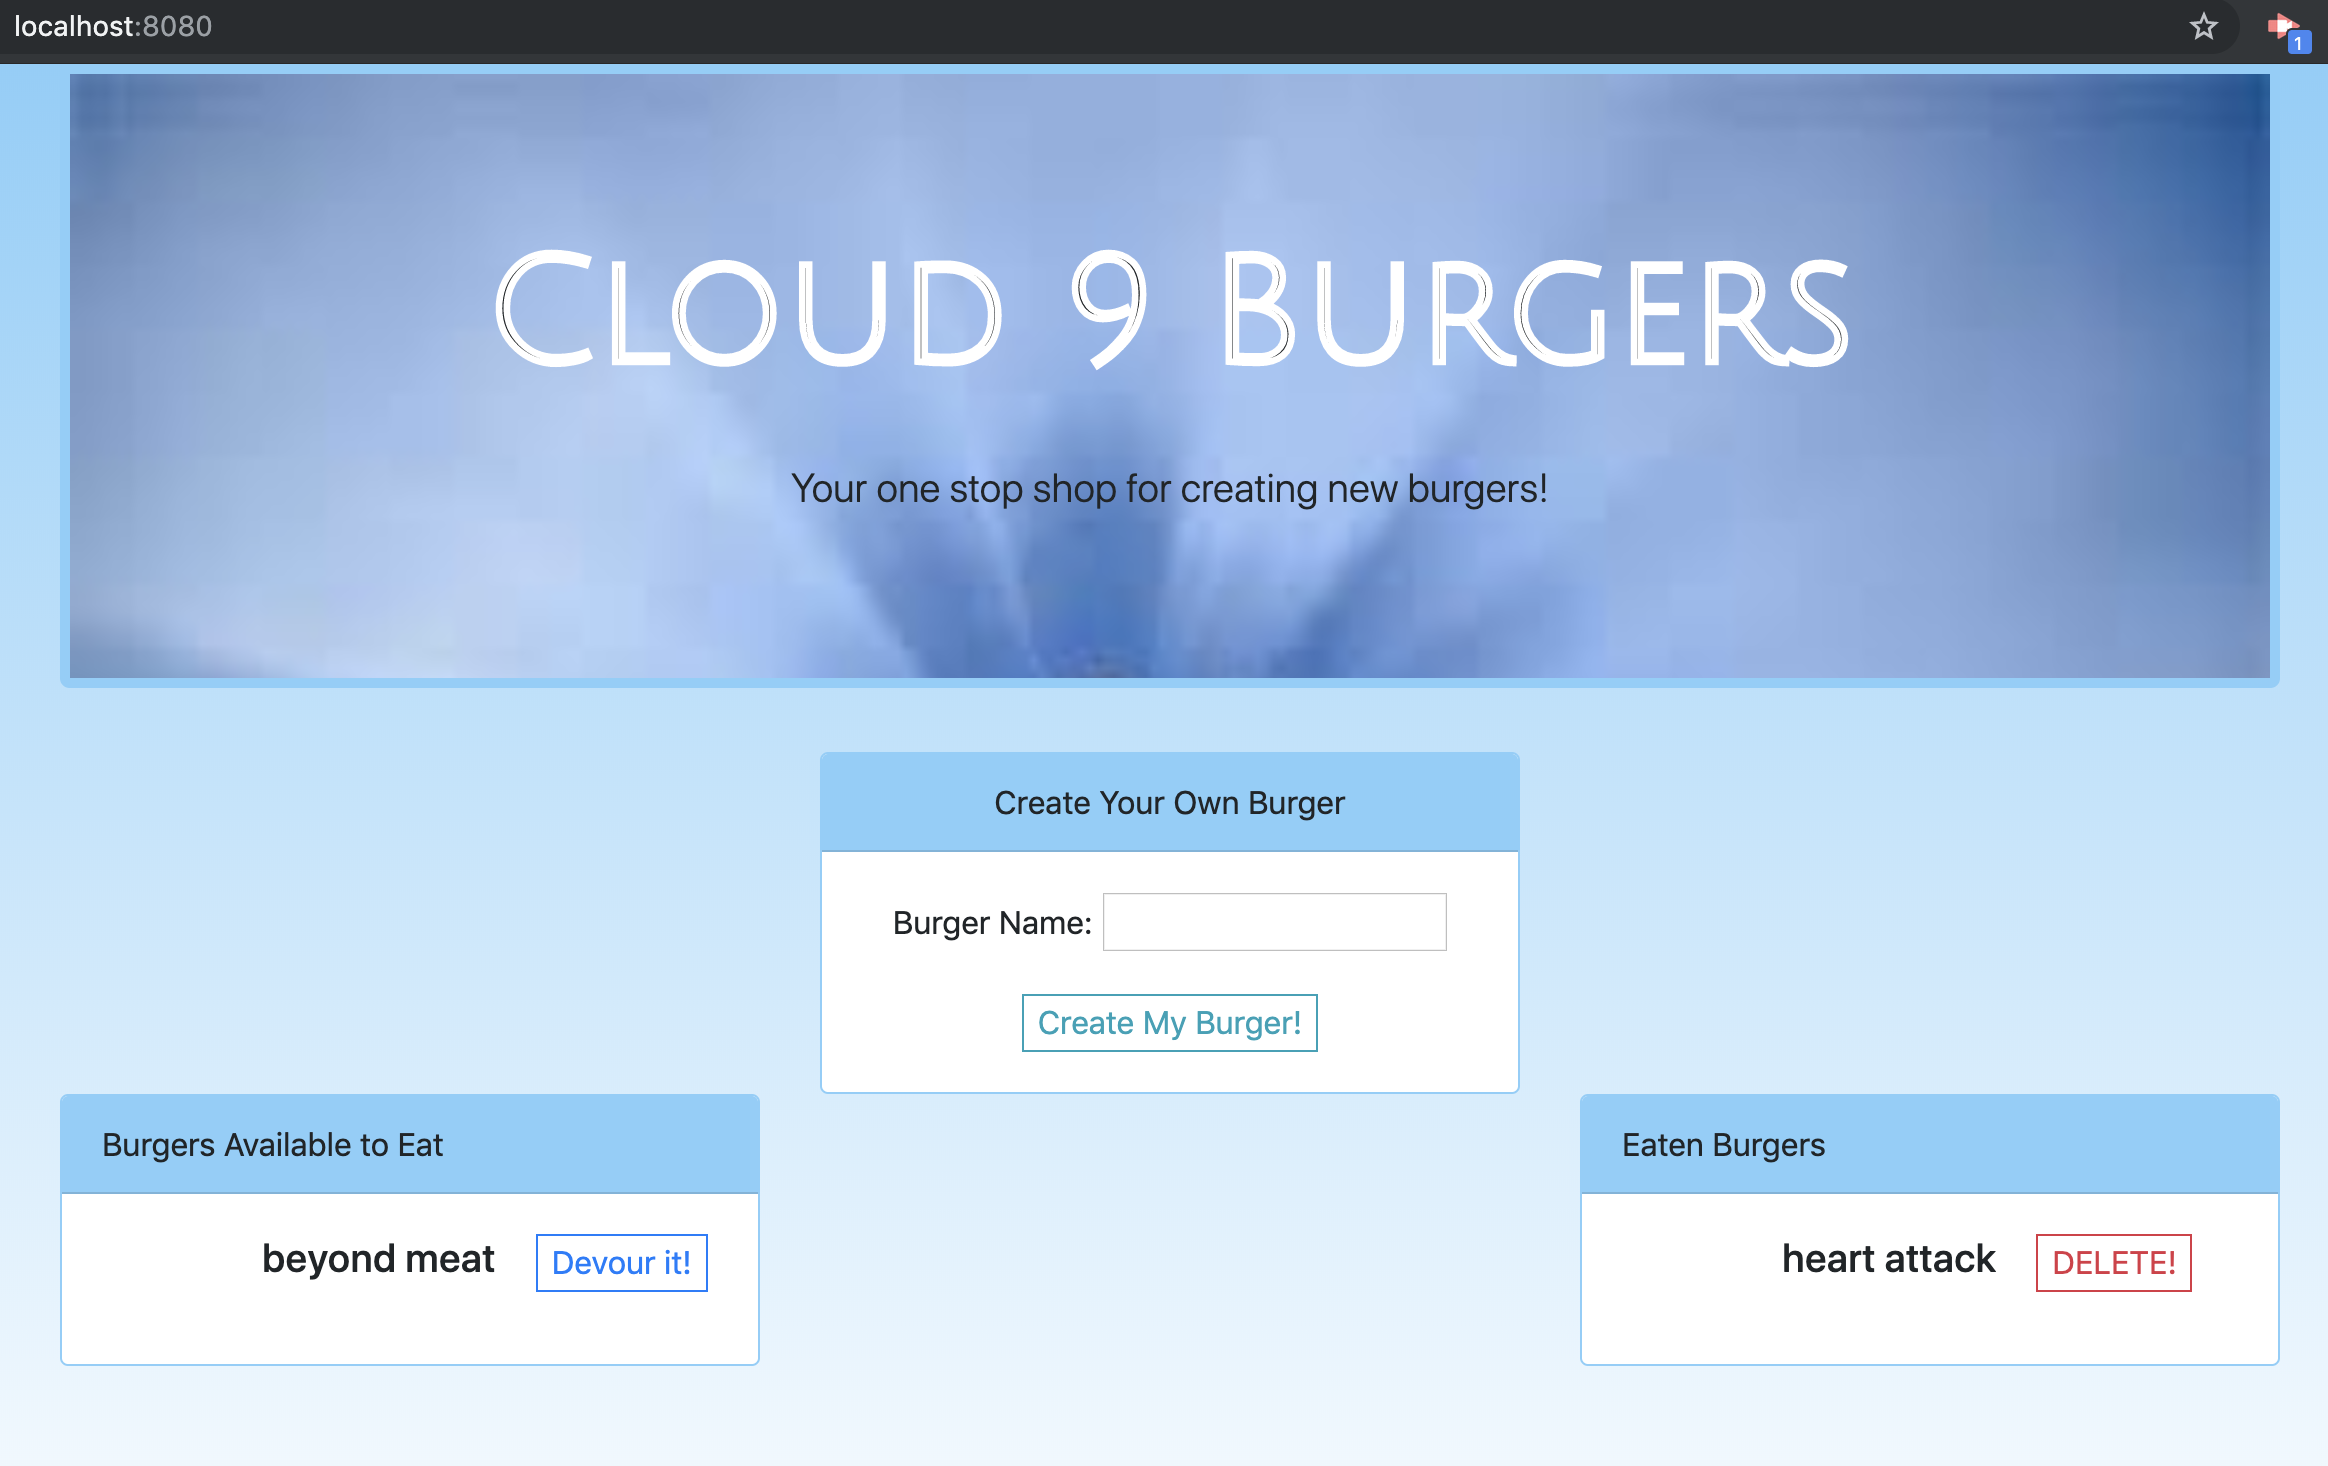 localhost:8080
1
Cloud 9 Burgers
Your one stop shop for creating new burgers!
Create Your Own Burger
Burger Name:
Create My Burger!
Burgers Available to Eat
beyond meat Devour it!
Eaten Burgers
heart attack DELETE!